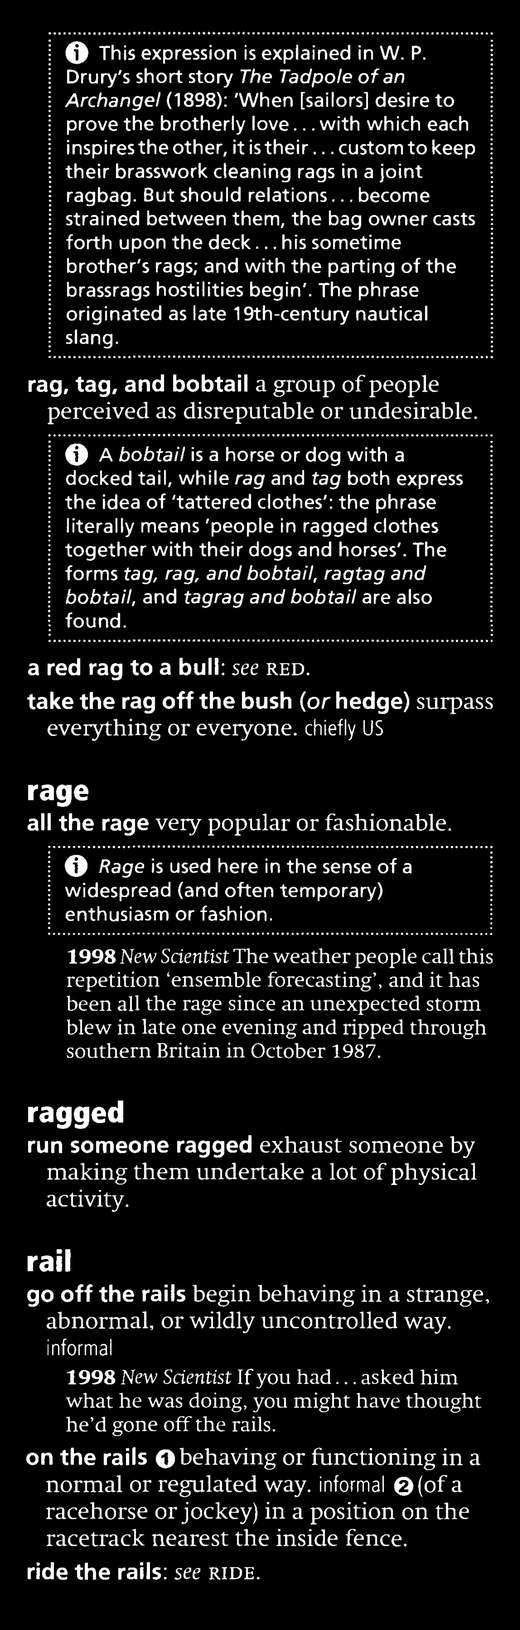 ⓘ This expression is explained in W. P.
Drury's short story The Tadpole of an
Archangel (1898): 'When [sailors] desire to
prove the brotherly love...with which each
inspires the other, it is their...custom to keep
their brasswork cleaning rags in a joint
ragbag. But should relations...become
strained between them, the bag owner casts
forth upon the deck...his sometime
brother's rags; and with the parting of the
brassrags hostilities begin'. The phrase
originated as late 19th-century nautical
slang.
rag, tag, and bobtail a group of people
perceived as disreputable or undesirable.
ⓘ A bobtail is a horse or dog with a
docked tail, while rag and tag both express
the idea of 'tattered clothes': the phrase
literally means 'people in ragged clothes
together with their dogs and horses'. The
forms tag, rag, and bobtail, ragtag and
bobtail, and tagrag and bobtail are also
found.
a red rag to a bull: see RED.
take the rag off the bush (or hedge) surpass
everything or everyone. chiefly US
rage
all the rage very popular or fashionable.
ⓘ Rage is used here in the sense of a
widespread (and often temporary)
enthusiasm or fashion.
1998 New Scientist The weather people call this
repetition 'ensemble forecasting', and it has
been all the rage since an unexpected storm
blew in late one evening and ripped through
southern Britain in October 1987.
ragged
run someone ragged exhaust someone by
making them undertake a lot of physical
activity.
rail
go off the rails begin behaving in a strange,
abnormal, or wildly uncontrolled way.
informal
1998 New Scientist If you had...asked him
what he was doing, you might have thought
he'd gone off the rails.
on the rails ❶ behaving or functioning in a
normal or regulated way. informal ❷ (of a
racehorse or jockey) in a position on the
racetrack nearest the inside fence.
ride the rails: see RIDE.